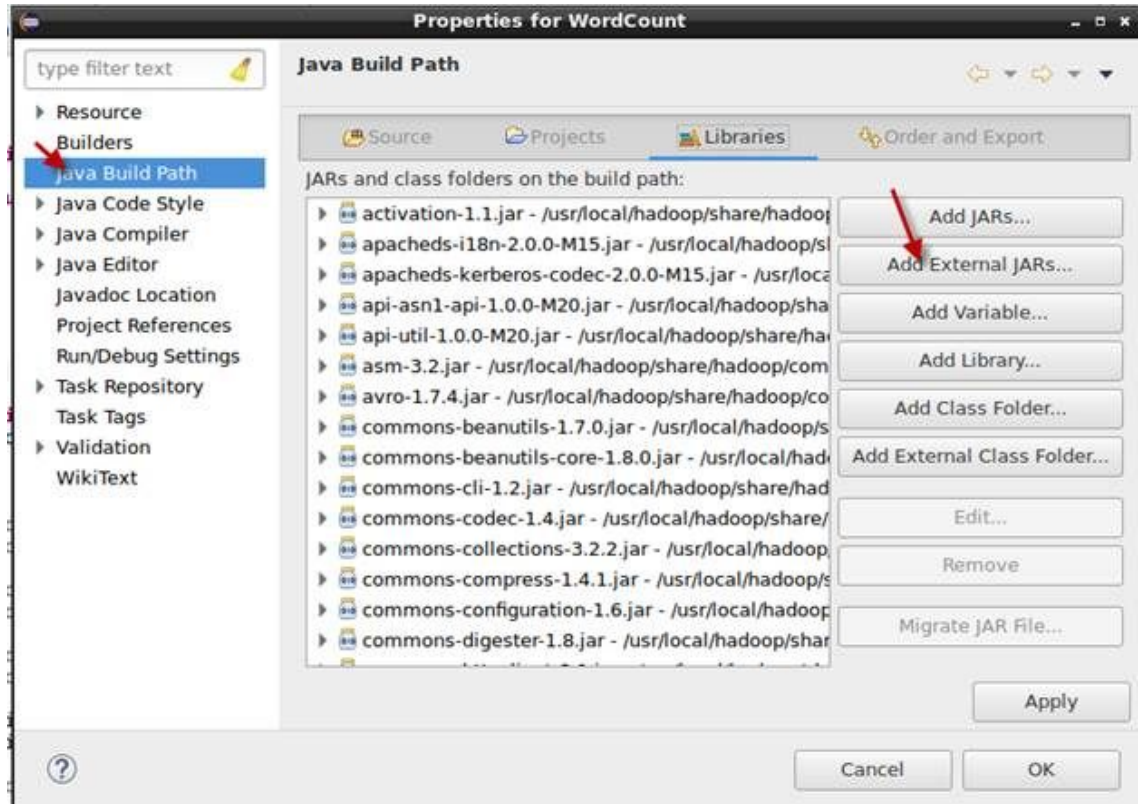 Properties for WordCount
type filter text
Resource
Builders
Java Build Path
Java Code Style
Java Compiler
Java Editor
Javadoc Location
Project References
Run/Debug Settings
Task Repository
Task Tags
Validation
WikiText
Java Build Path
Source Projects Libraries Order and Export
JARs and class folders on the build path:
activation-1.1.jar - /usr/local/hadoop/share/hadoop
apacheds-i18n-2.0.0-M15.jar - /usr/local/hadoop/sl
apacheds-kerberos-codec-2.0.0-M15.jar - /usr/loca
api-asn1-api-1.0.0-M20.jar - /usr/local/hadoop/sha
api-util-1.0.0-M20.jar - /usr/local/hadoop/share/ha
asm-3.2.jar - /usr/local/hadoop/share/hadoop/com
avro-1.7.4.jar - /usr/local/hadoop/share/hadoop/co
commons-beanutils-1.7.0.jar - /usr/local/hadoop/s
commons-beanutils-core-1.8.0.jar - /usr/local/had
commons-cli-1.2.jar - /usr/local/hadoop/share/had
commons-codec-1.4.jar - /usr/local/hadoop/share/
commons-collections-3.2.2.jar - /usr/local/hadoop
commons-compress-1.4.1.jar - /usr/local/hadoop/s
commons-configuration-1.6.jar - /usr/local/hadoop
commons-digester-1.8.jar - /usr/local/hadoop/shar
Add JARs...
Add External JARs...
Add Variable...
Add Library...
Add Class Folder...
Add External Class Folder...
Edit...
Remove
Migrate JAR File...
Apply
Cancel
OK